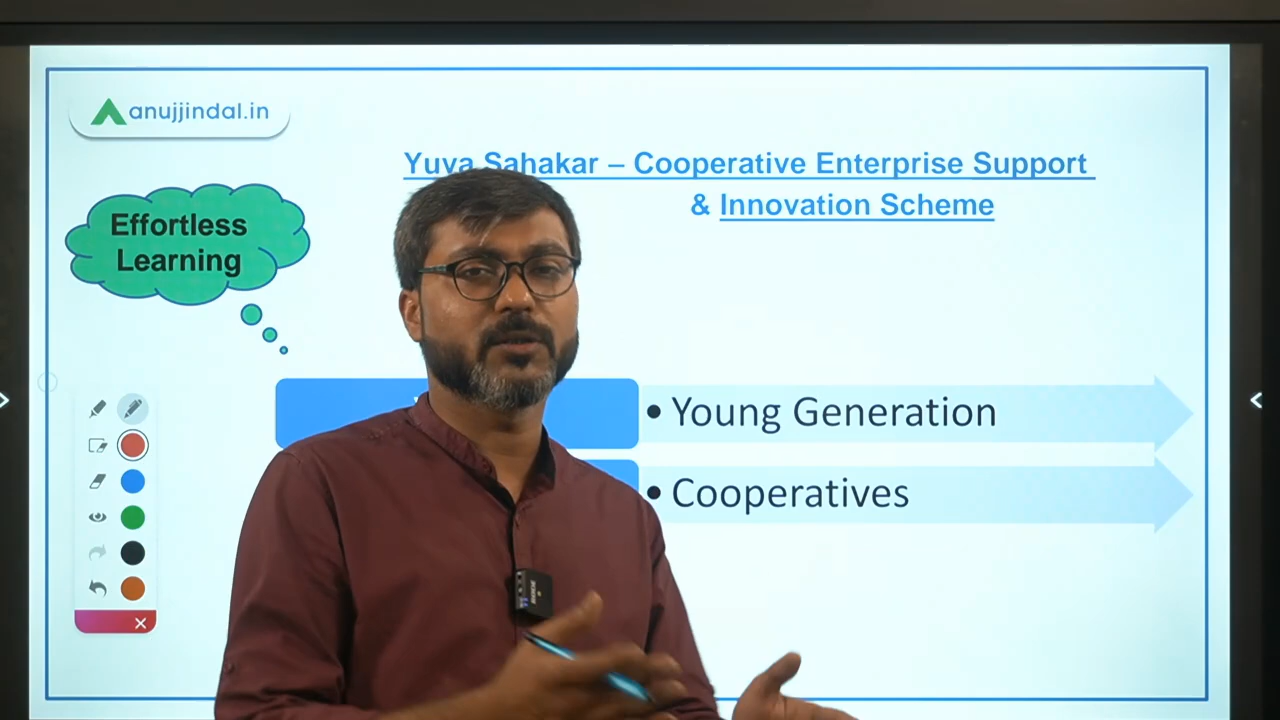 anujjindal.in
Yuva Sahakar – Cooperative Enterprise Support
& Innovation Scheme
Effortless
Learning
• Young Generation
• Cooperatives